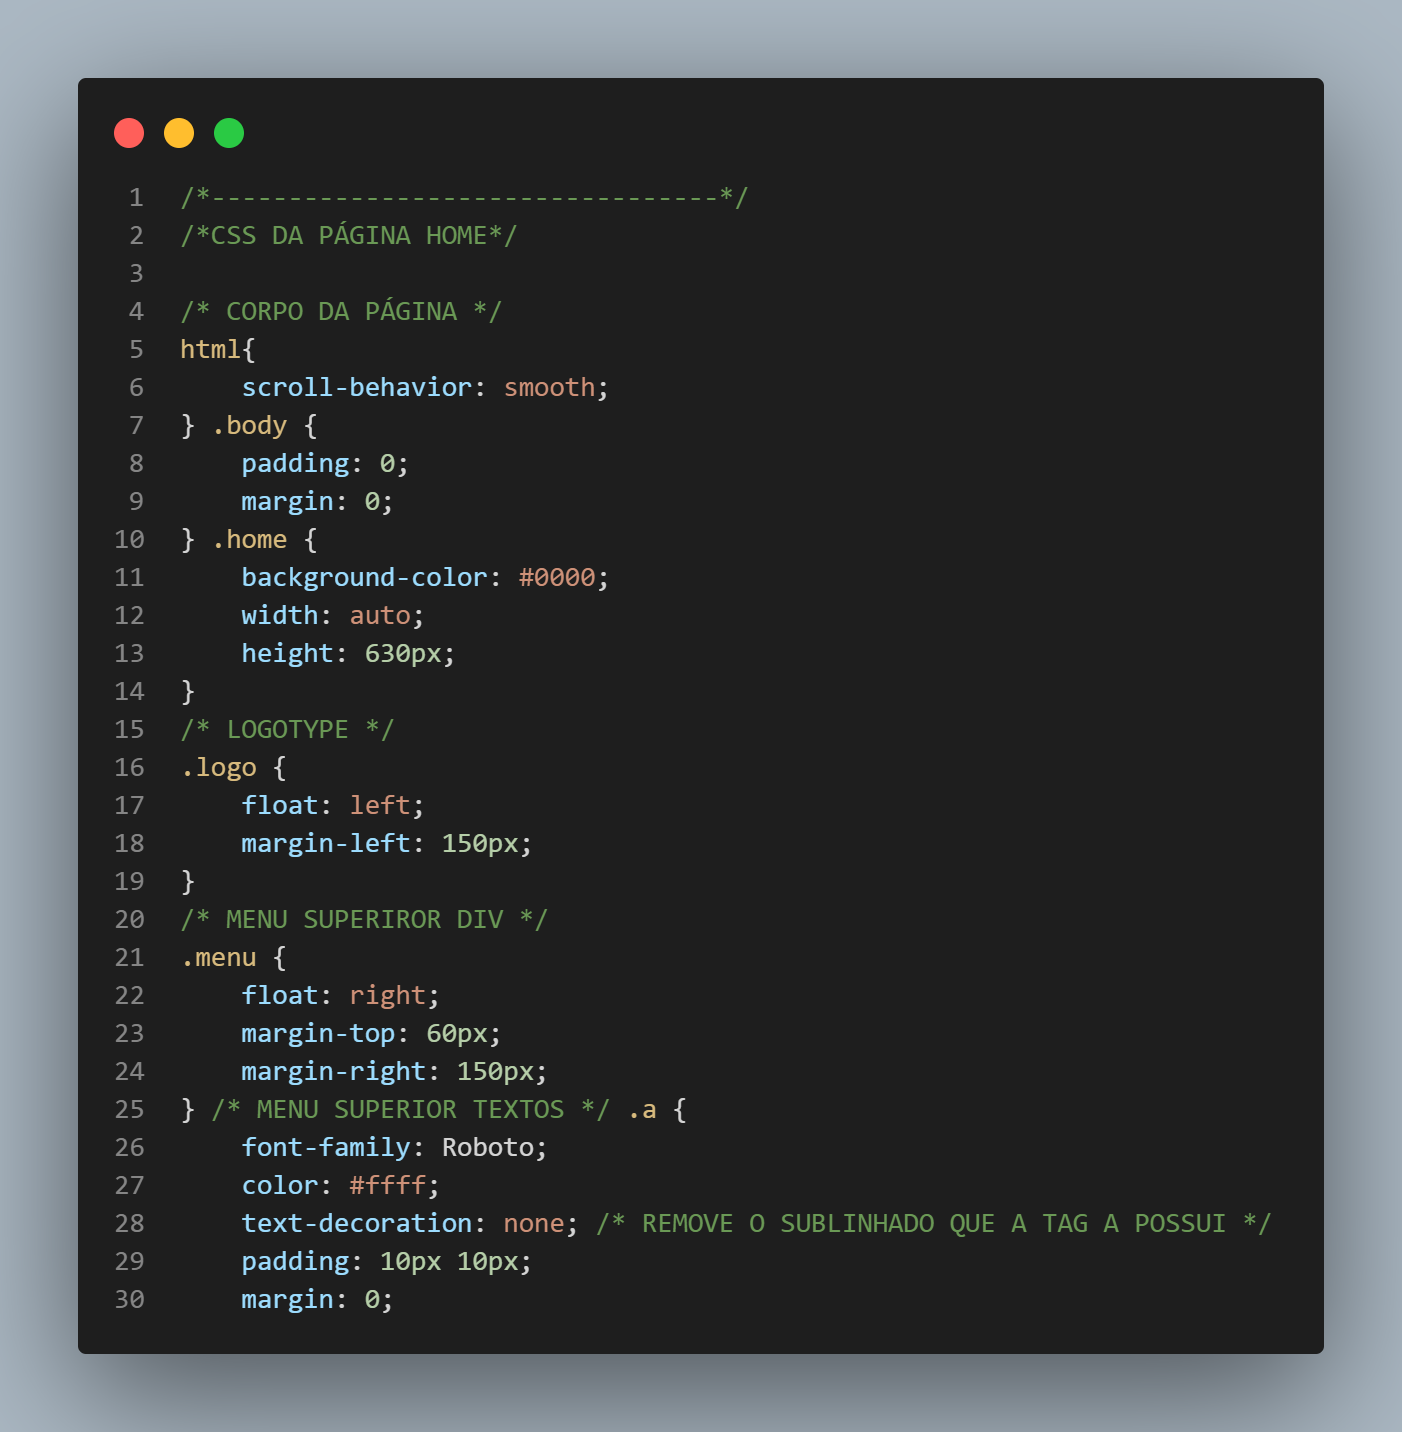 1 /*---------------------------------*/
2 /*CSS DA PÁGINA HOME*/
3
4 /* CORPO DA PÁGINA */
5 html{
6     scroll-behavior: smooth;
7 } .body {
8     padding: 0;
9     margin: 0;
10 } .home {
11     background-color: #0000;
12     width: auto;
13     height: 630px;
14 }
15 /* LOGOTYPE */
16 .logo {
17     float: left;
18     margin-left: 150px;
19 }
20 /* MENU SUPERIROR DIV */
21 .menu {
22     float: right;
23     margin-top: 60px;
24     margin-right: 150px;
25 } /* MENU SUPERIOR TEXTOS */ .a {
26     font-family: Roboto;
27     color: #ffff;
28     text-decoration: none; /* REMOVE O SUBLINHADO QUE A TAG A POSSUI */
29     padding: 10px 10px;
30     margin: 0;